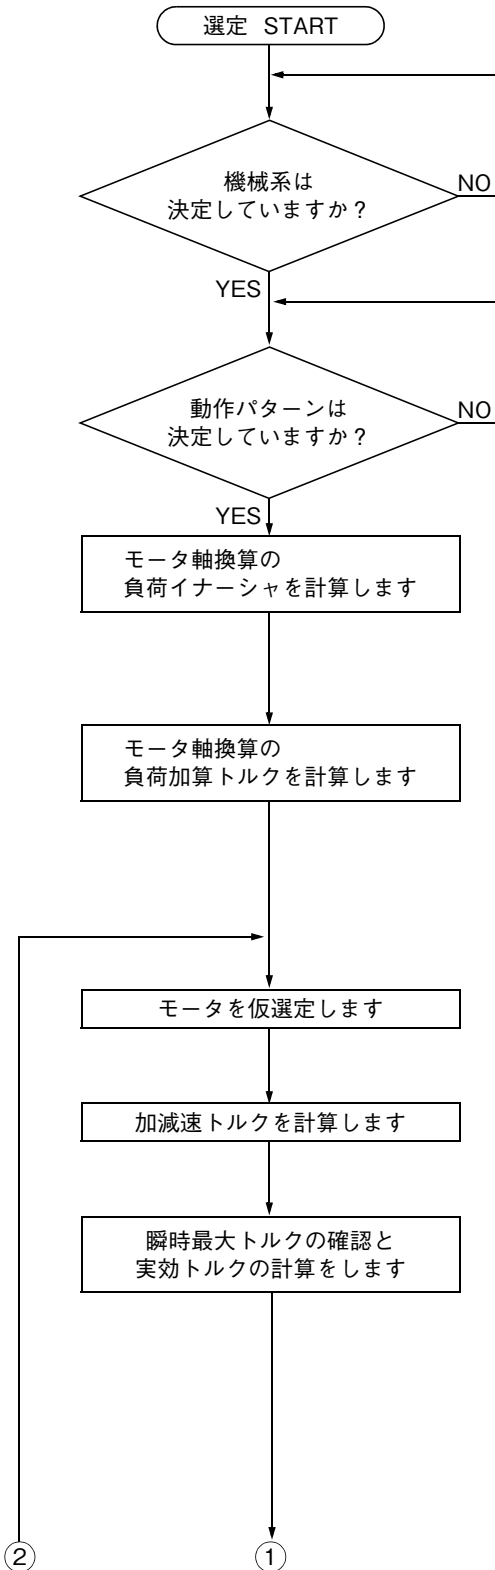 選定 START
機械系は
決定していますか？
NO
YES
動作パターンは
決定していますか？
NO
YES
モータ軸換算の
負荷イナーシャを計算します
モータ軸換算の
負荷加算トルクを計算します
モータを仮選定します
加減速トルクを計算します
瞬時最大トルクの確認と
実効トルクの計算をします
②
①